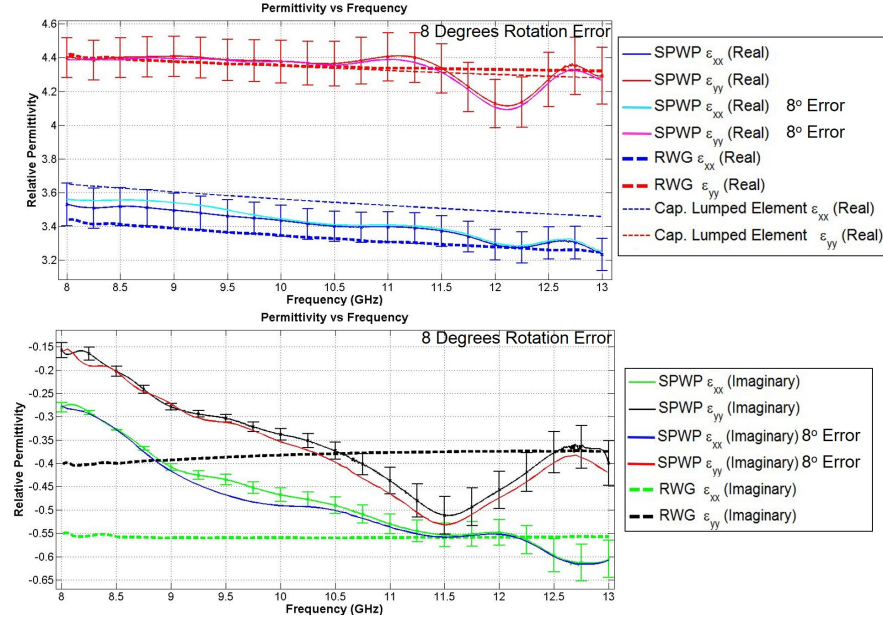 Permittivity vs Frequency
8 Degrees Rotation Error
4.6
4.4
4.2
4
3.8
3.6
3.4
3.2
Relative Permittivity
8 8.5 9 9.5 10 10.5 11 11.5 12 12.5 13
Frequency (GHz)
SPWP εxx (Real)
SPWP εyy (Real)
SPWP εxx (Real) 8º Error
SPWP εyy (Real) 8º Error
RWG εxx (Real)
RWG εyy (Real)
Cap. Lumped Element εxx (Real)
Cap. Lumped Element εyy (Real)
Permittivity vs Frequency
8 Degrees Rotation Error
-0.15
-0.2
-0.25
-0.3
-0.35
-0.4
-0.45
-0.5
-0.55
-0.6
-0.65
Relative Permittivity
8 8.5 9 9.5 10 10.5 11 11.5 12 12.5 13
Frequency (GHz)
SPWP εxx (Imaginary)
SPWP εyy (Imaginary)
SPWP εxx (Imaginary) 8º Error
SPWP εyy (Imaginary) 8º Error
RWG εxx (Imaginary)
RWG εyy (Imaginary)